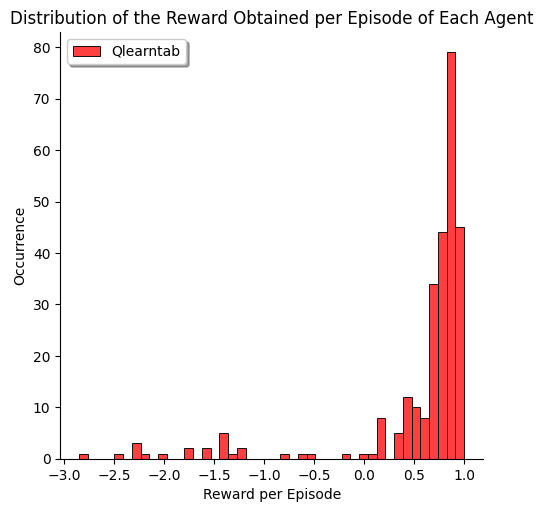 Distribution of the Reward Obtained per Episode of Each Agent
Qlearntab
80
70
60
50
40
30
20
10
0
Occurrence
−3.0 −2.5 −2.0 −1.5 −1.0 −0.5 0.0 0.5 1.0
Reward per Episode